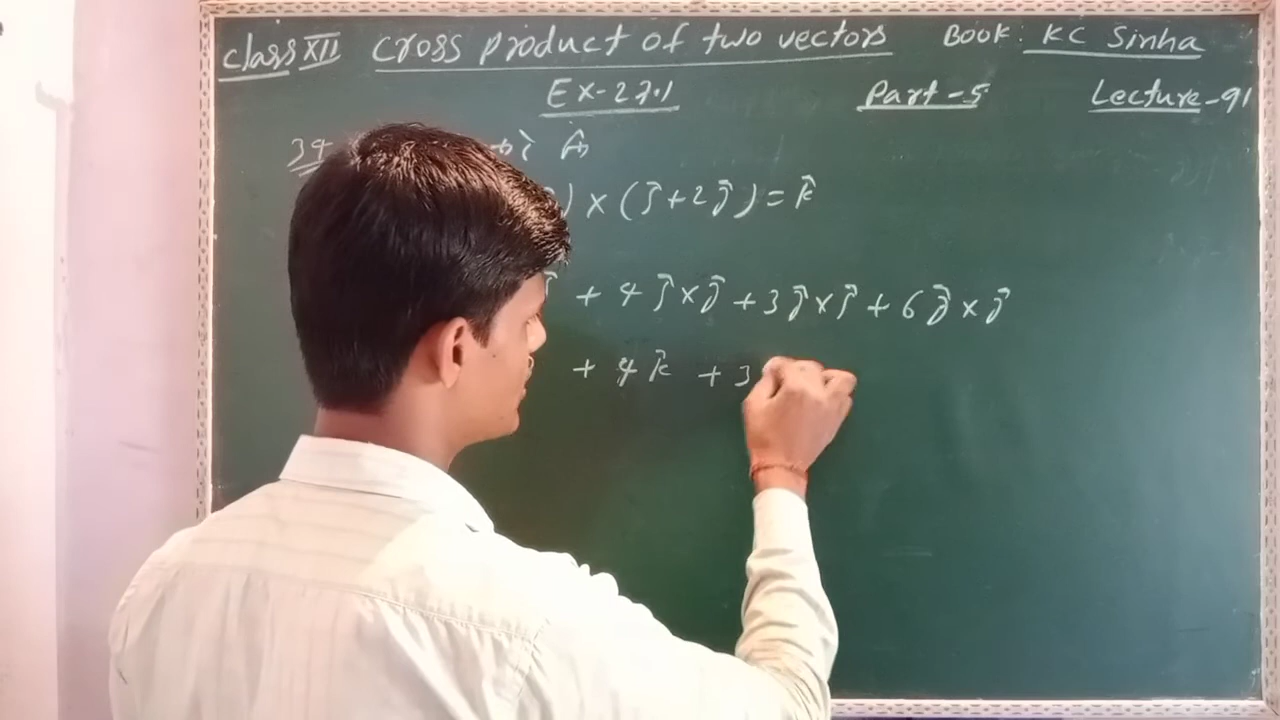 class XII cross product of two vectors Book: KC Sinha
Ex-27.1 Part-5 Lecture-91
34 कि
) × (î+2ĵ) = k̂
+ 4 î×ĵ + 3 ĵ×î + 6 ĵ×ĵ
+ 4 k̂ + 3